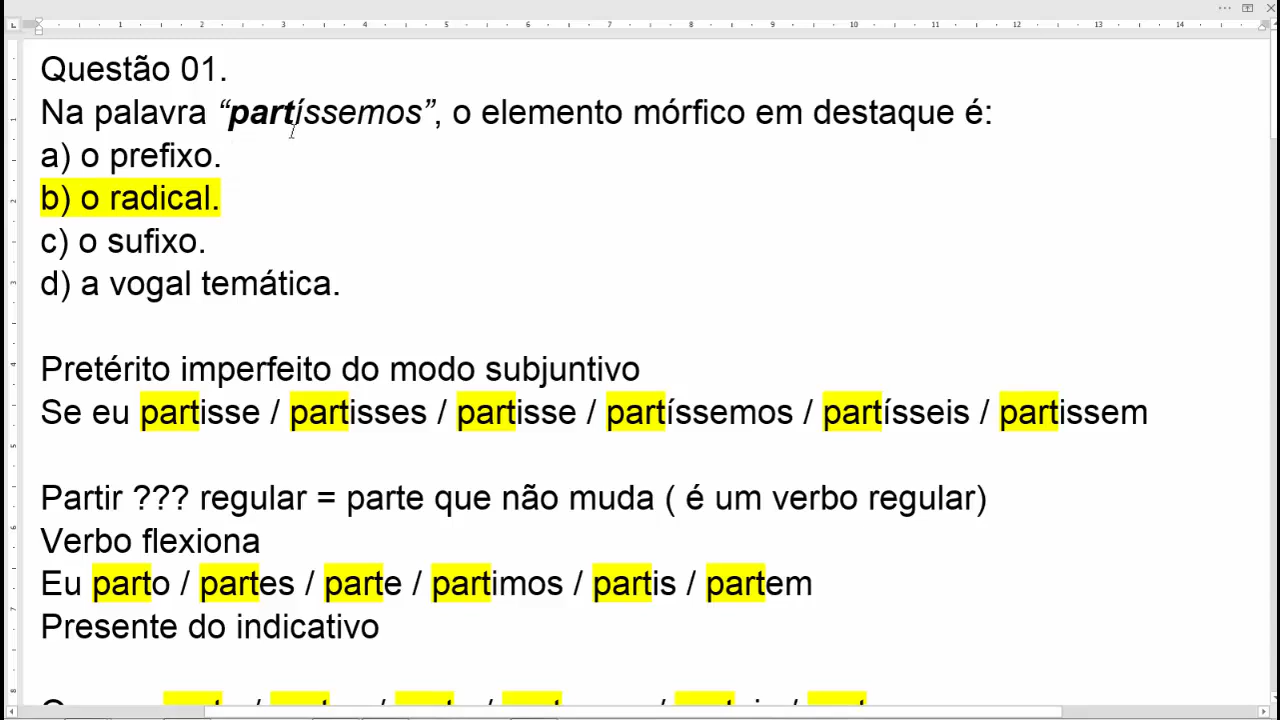 Questão 01.
Na palavra “partíssemos”, o elemento mórfico em destaque é:
a) o prefixo.
b) o radical.
c) o sufixo.
d) a vogal temática.
Pretérito imperfeito do modo subjuntivo
Se eu partisse / partisses / partisse / partíssemos / partísseis / partissem
Partir ??? regular = parte que não muda ( é um verbo regular)
Verbo flexiona
Eu parto / partes / parte / partimos / partis / partem
Presente do indicativo